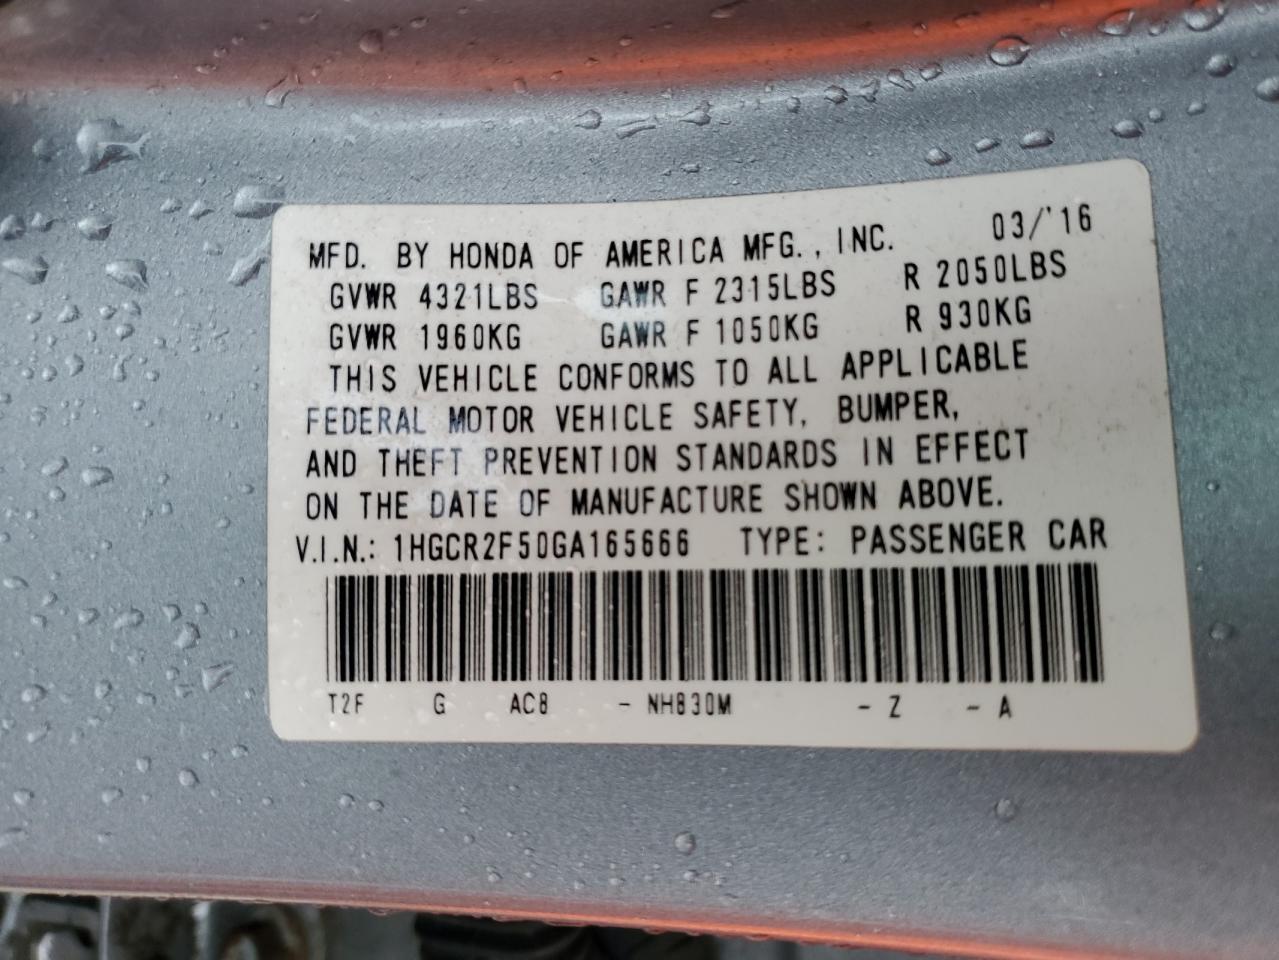 MFD. BY HONDA OF AMERICA MFG., INC. 03/'16
GVWR 4321LBS GAWR F 2315LBS R 2050LBS
GVWR 1960KG GAWR F 1050KG R 930KG
THIS VEHICLE CONFORMS TO ALL APPLICABLE
FEDERAL MOTOR VEHICLE SAFETY, BUMPER,
AND THEFT PREVENTION STANDARDS IN EFFECT
ON THE DATE OF MANUFACTURE SHOWN ABOVE.
V.I.N.: 1HGCR2F50GA165666 TYPE: PASSENGER CAR
T2F G AC8 - NH830M - Z - A